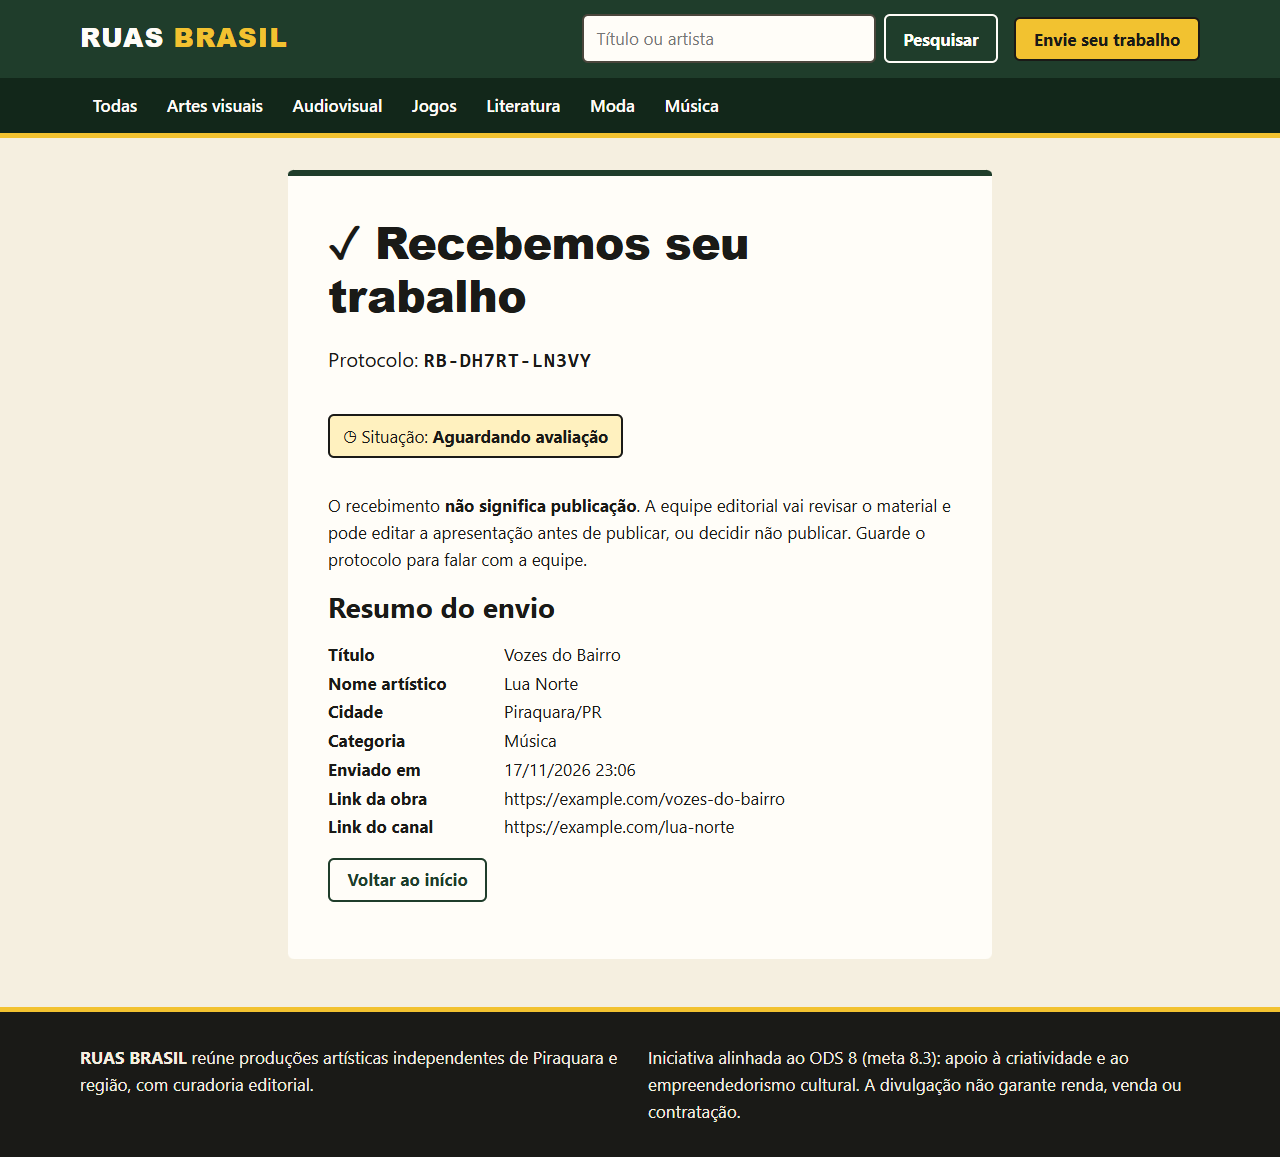 RUAS BRASIL
Título ou artista
Pesquisar
Envie seu trabalho
Todas
Artes visuais
Audiovisual
Jogos
Literatura
Moda
Música
✓ Recebemos seu
trabalho
Protocolo: RB-DH7RT-LN3VY
◷ Situação: Aguardando avaliação
O recebimento não significa publicação. A equipe editorial vai revisar o material e
pode editar a apresentação antes de publicar, ou decidir não publicar. Guarde o
protocolo para falar com a equipe.
Resumo do envio
Título Vozes do Bairro
Nome artístico Lua Norte
Cidade Piraquara/PR
Categoria Música
Enviado em 17/11/2026 23:06
Link da obra https://example.com/vozes-do-bairro
Link do canal https://example.com/lua-norte
Voltar ao início
RUAS BRASIL reúne produções artísticas independentes de Piraquara e
região, com curadoria editorial.
Iniciativa alinhada ao ODS 8 (meta 8.3): apoio à criatividade e ao
empreendedorismo cultural. A divulgação não garante renda, venda ou
contratação.